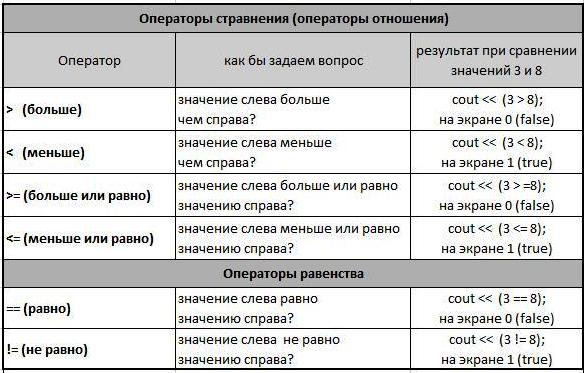 Операторы стравнения (операторы отношения)
Оператор
как бы задаем вопрос
результат при сравнении
значений 3 и 8
> (больше)
значение слева больше
чем справа?
cout << (3 > 8);
на экране 0 (false)
< (меньше)
значение слева меньше
чем справа?
cout << (3 < 8);
на экране 1 (true)
>= (больше или равно)
значение слева больше или равно
значению справа?
cout << (3 > =8);
на экране 0 (false)
<= (меньше или равно)
значение слева меньше или равно
значению справа?
cout << (3 <= 8);
на экране 1 (true)
Операторы равенства
== (равно)
значение слева равно
значению справа?
cout << (3 == 8);
на экране 0 (false)
!= (не равно)
значение слева не равно
значению справа?
cout << (3 != 8);
на экране 1 (true)